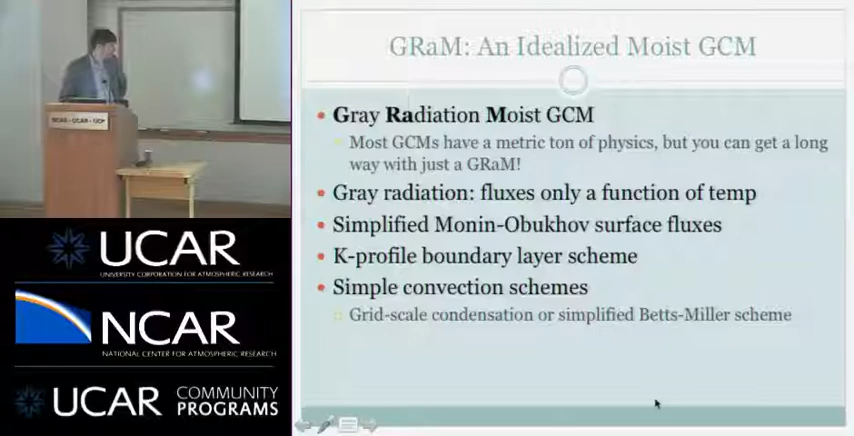 GRaM: An Idealized Moist GCM
Gray Radiation Moist GCM
Most GCMs have a metric ton of physics, but you can get a long
way with just a GRaM!
Gray radiation: fluxes only a function of temp
Simplified Monin-Obukhov surface fluxes
K-profile boundary layer scheme
Simple convection schemes
Grid-scale condensation or simplified Betts-Miller scheme
NCAR - UCAR - UCP
UCAR
UNIVERSITY CORPORATION FOR ATMOSPHERIC RESEARCH
NCAR
NATIONAL CENTER FOR ATMOSPHERIC RESEARCH
UCAR COMMUNITY
PROGRAMS